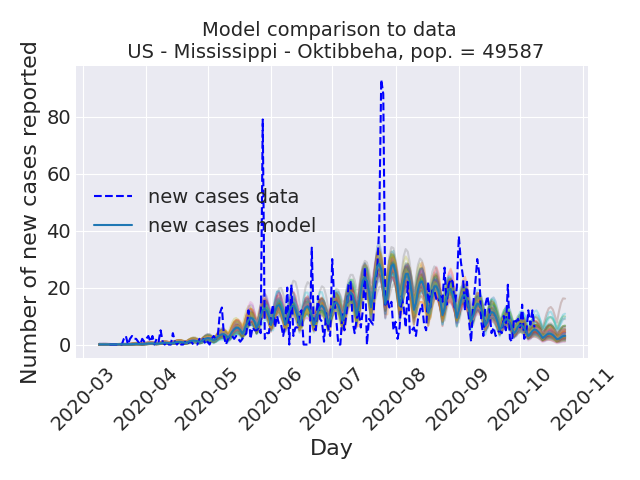 Model comparison to data
US - Mississippi - Oktibbeha, pop. = 49587
Number of new cases reported
80
60
40
20
0
new cases data
new cases model
2020-03
2020-04
2020-05
2020-06
2020-07
2020-08
2020-09
2020-10
2020-11
Day